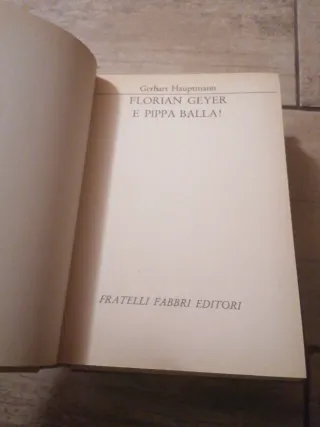 Gerhart Hauptmann
FLORIAN GEYER
E PIPPA BALLA!
FRATELLI FABBRI EDITORI